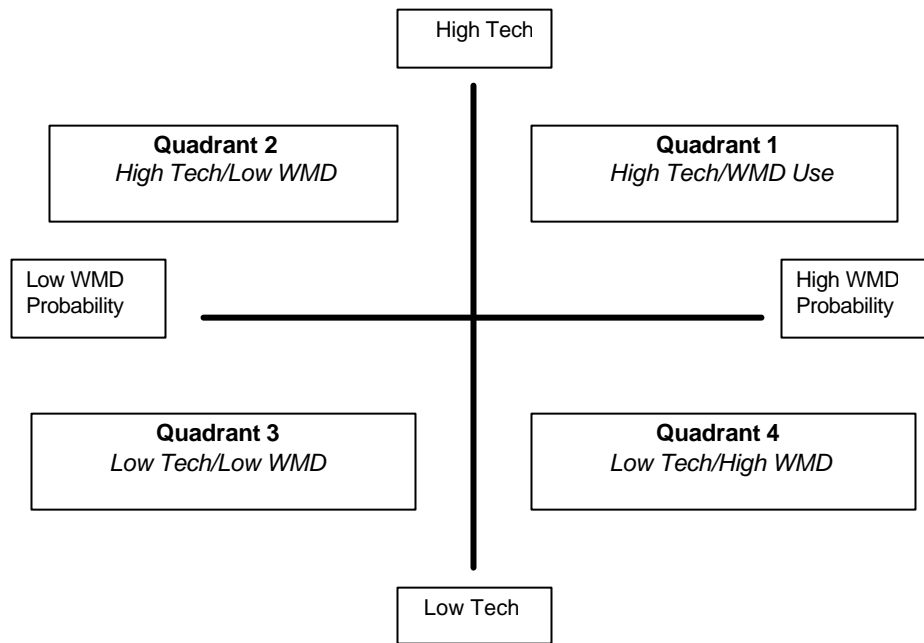 High Tech
Quadrant 2
High Tech/Low WMD
Quadrant 1
High Tech/WMD Use
Low WMD
Probability
High WMD
Probability
Quadrant 3
Low Tech/Low WMD
Quadrant 4
Low Tech/High WMD
Low Tech